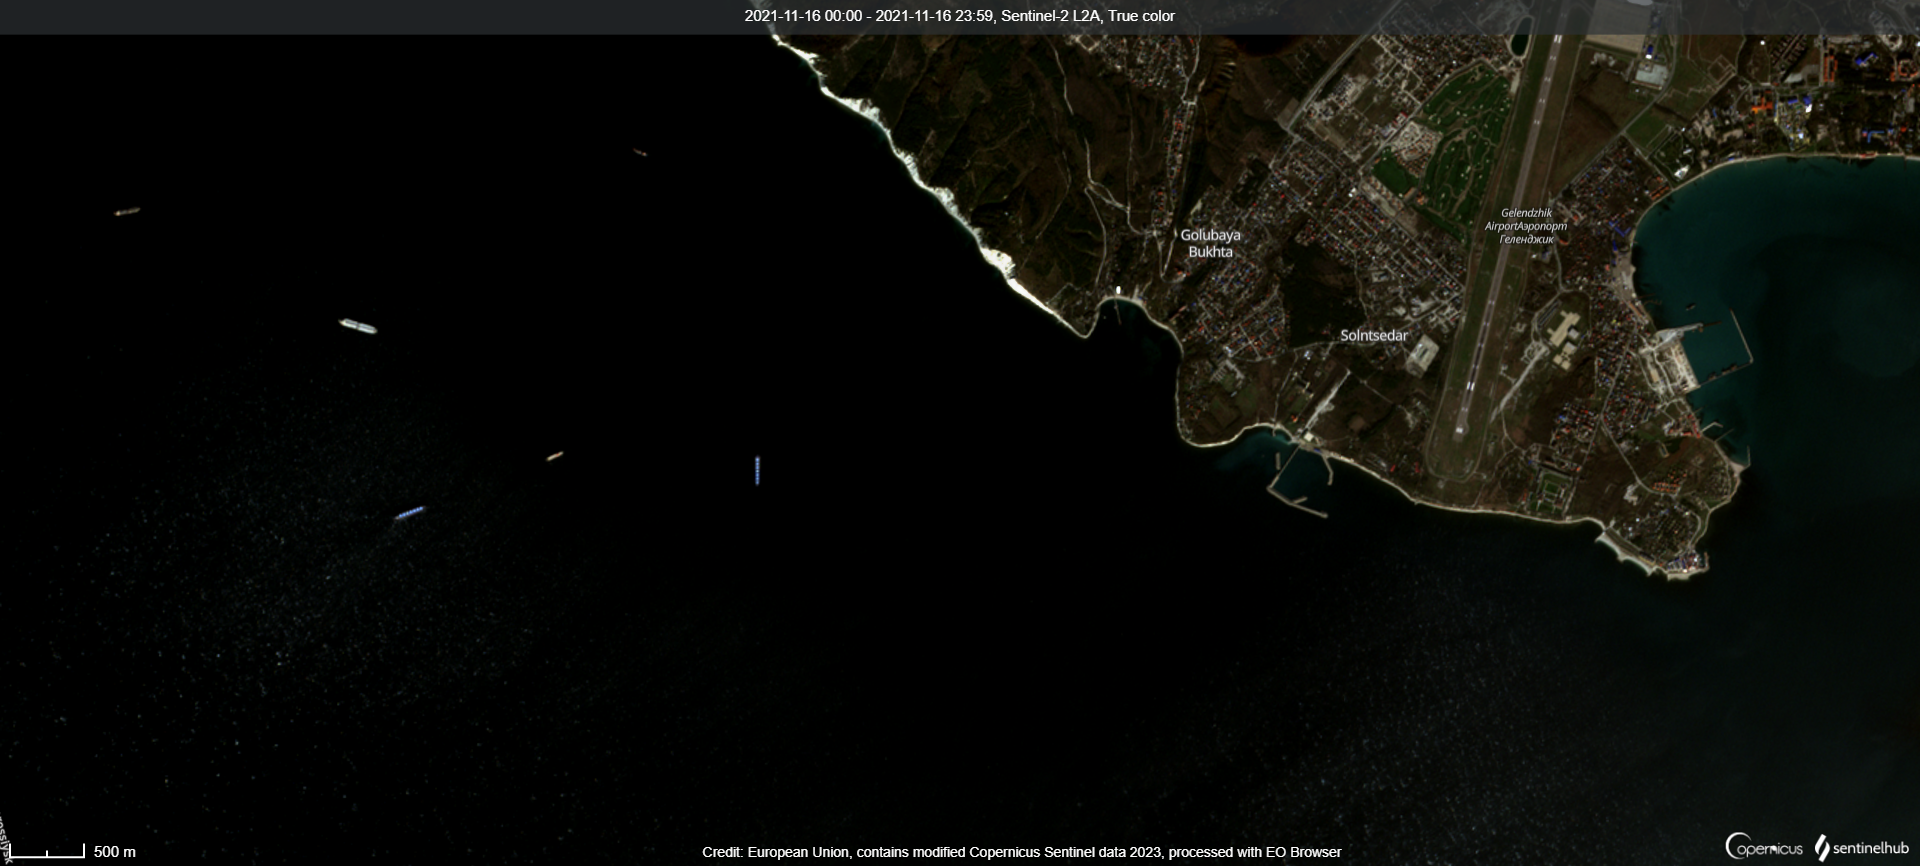 2021-11-16 00:00 - 2021-11-16 23:59, Sentinel-2 L2A, True color
Gelendzhik
AirportАэропорт
Геленджик
Golubaya
Bukhta
Solntsedar
500 m
Credit: European Union, contains modified Copernicus Sentinel data 2023, processed with EO Browser
Copernicus
sentinelhub